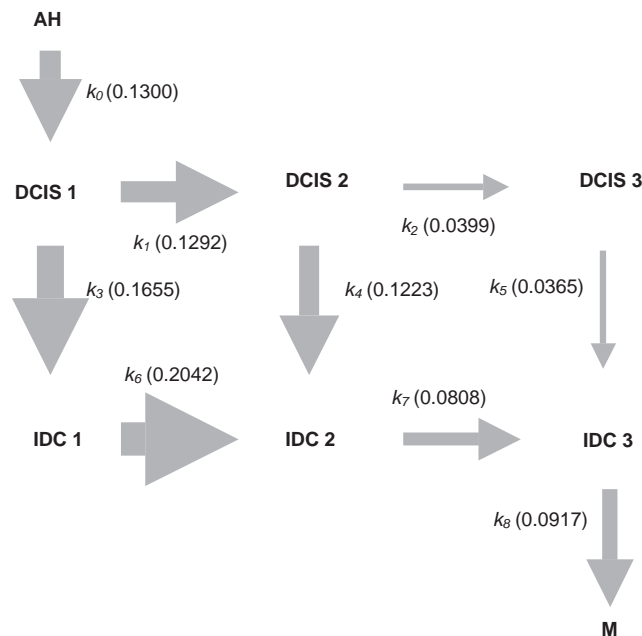 AH
k0 (0.1300)
DCIS 1
DCIS 2
DCIS 3
k1 (0.1292)
k2 (0.0399)
k3 (0.1655)
k4 (0.1223)
k5 (0.0365)
k6 (0.2042)
k7 (0.0808)
IDC 1
IDC 2
IDC 3
k8 (0.0917)
M